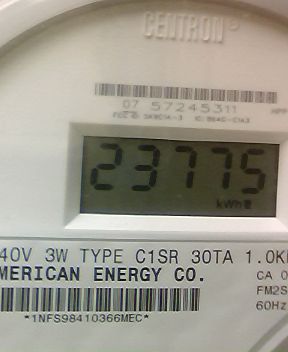 CENTRON®
07 57245311
23775
kWh
40V 3W TYPE C1SR 30TA 1.0K
MERICAN ENERGY CO.
CA 0
FM2S
60Hz
*1NFS98410366MEC*